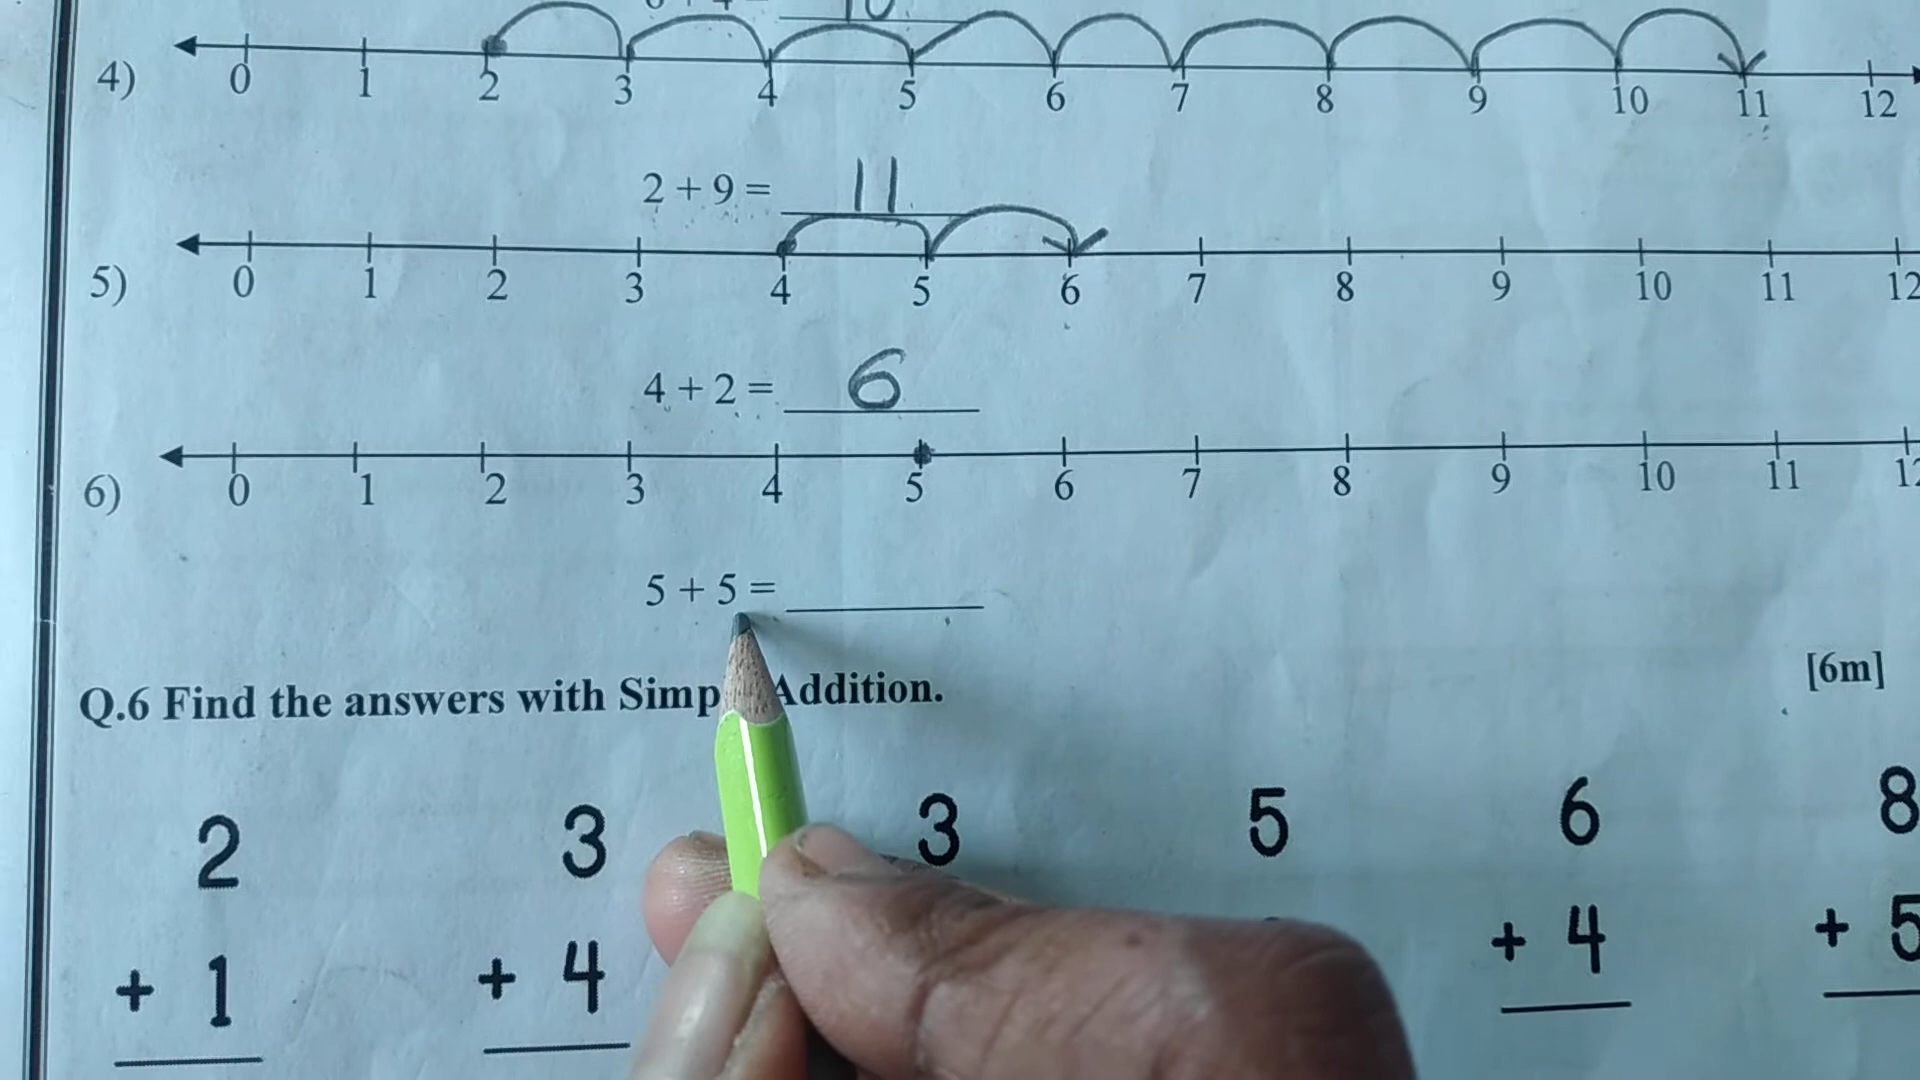 10
4) 0 1 2 3 4 5 6 7 8 9 10 11 12
2 + 9 = 11
5) 0 1 2 3 4 5 6 7 8 9 10 11 12
4 + 2 = 6
6) 0 1 2 3 4 5 6 7 8 9 10 11
5 + 5 =
Q.6 Find the answers with Addition. [6m]
2 3 3 5 6 8
+ 1 + 4 + 4 + 5